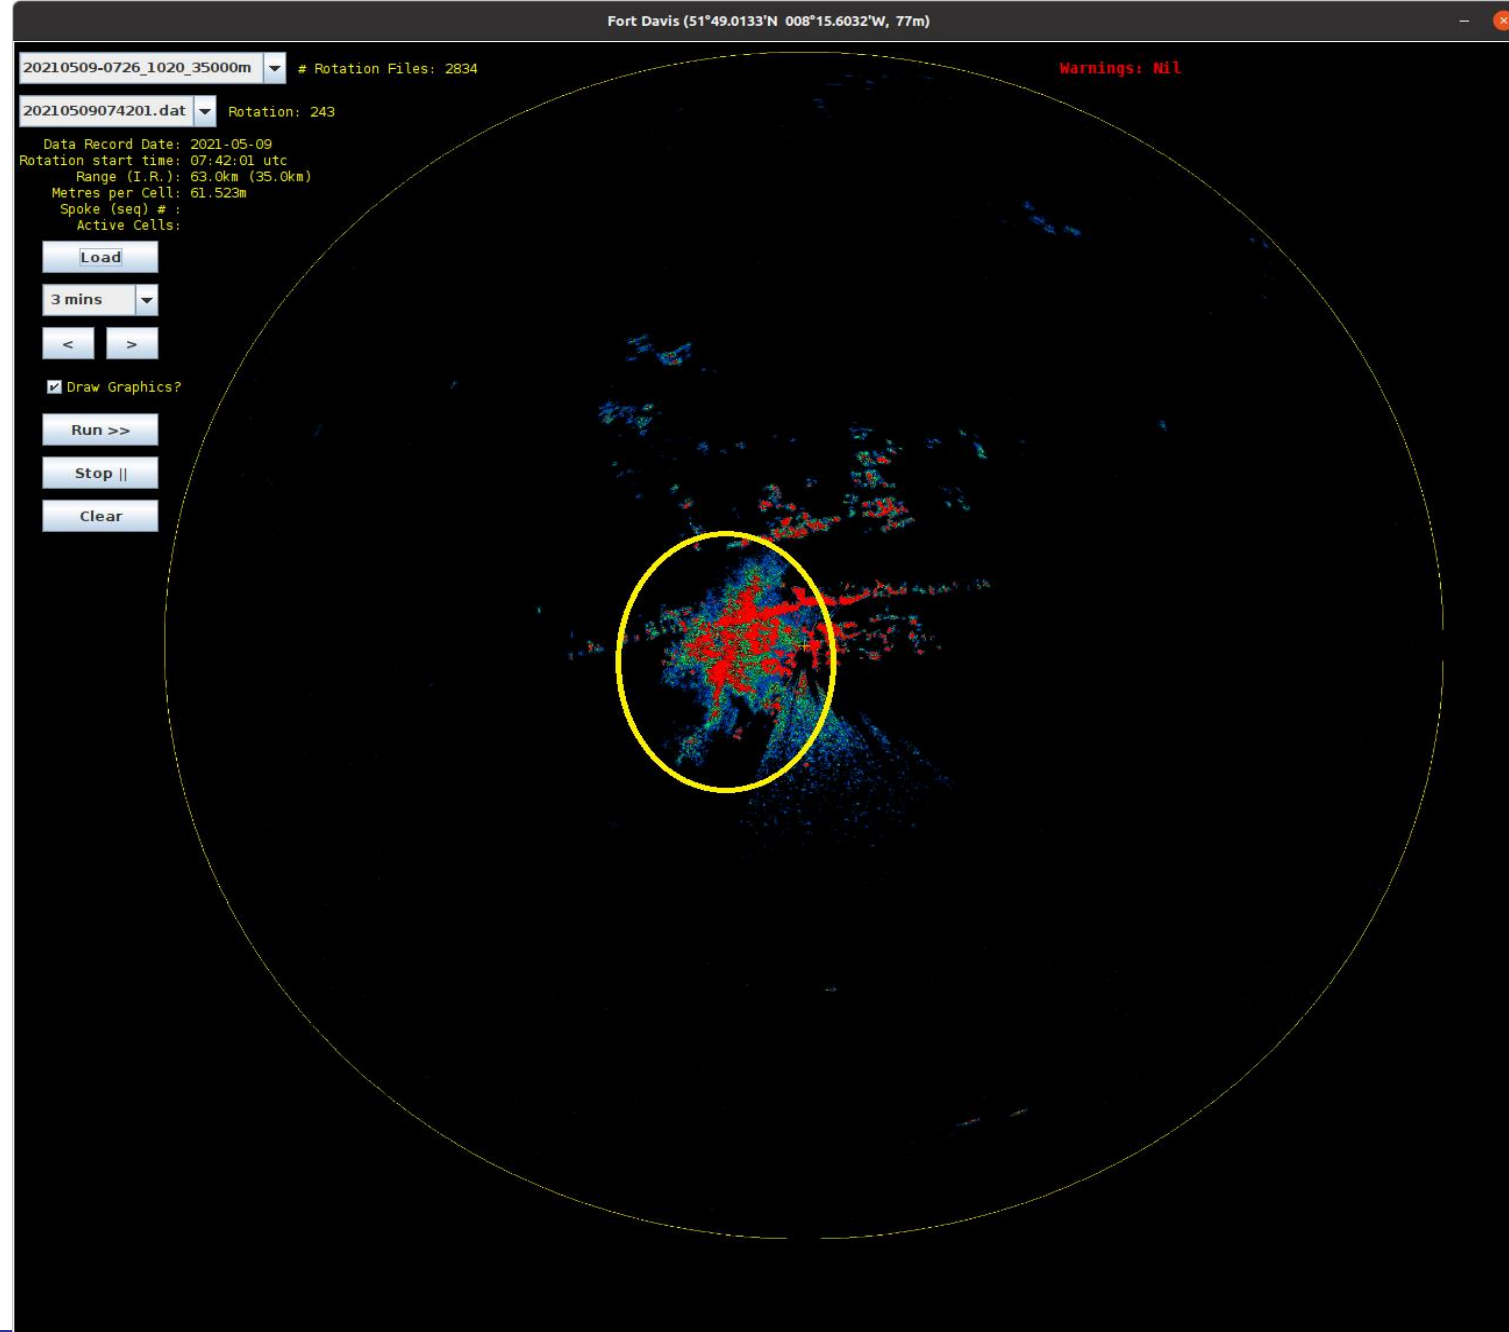 Fort Davis (51°49.0133'N 008°15.6032'W, 77m)
20210509-0726_1020_35000m # Rotation Files: 2834
Warnings: Nil
20210509074201.dat Rotation: 243
Data Record Date: 2021-05-09
Rotation start time: 07:42:01 utc
Range (I.R.): 63.0km (35.0km)
Metres per Cell: 61.523m
Spoke (seq) # :
Active Cells:
Load
3 mins
< >
Draw Graphics?
Run >>
Stop ||
Clear